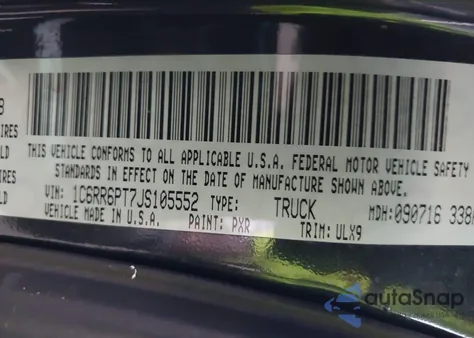 THIS VEHICLE CONFORMS TO ALL APPLICABLE U.S.A. FEDERAL MOTOR VEHICLE SAFETY
STANDARDS IN EFFECT ON THE DATE OF MANUFACTURE SHOWN ABOVE.
VIN: 1C6RR6PT7JS105552 TYPE: TRUCK MDH: 090716 338
VEHICLE MADE IN U.S.A. PAINT: PXR TRIM: ULX9
autoSnap